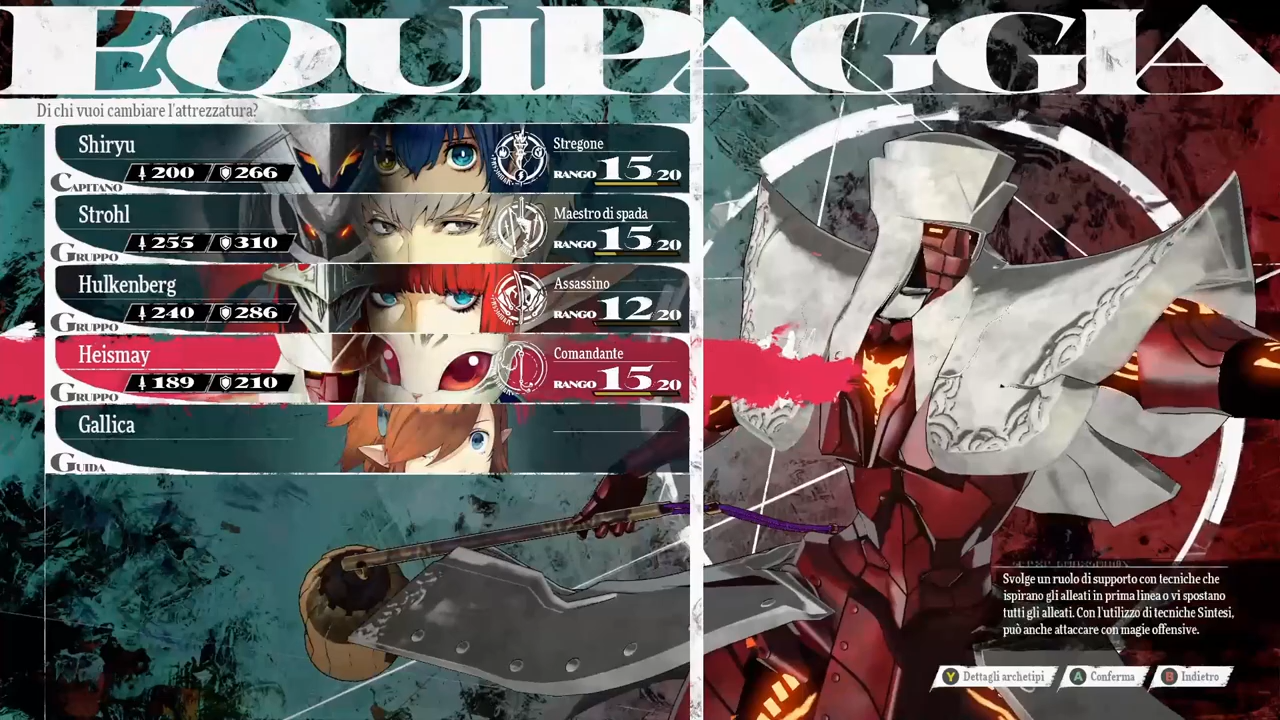 EQUIPAGGIA
Di chi vuoi cambiare l'attrezzatura?
Shiryu
200 266
CAPITANO
Stregone
RANGO 15 20
Strohl
255 310
GRUPPO
Maestro di spada
RANGO 15 20
Hulkenberg
240 286
GRUPPO
Assassino
RANGO 12 20
Heismay
189 210
GRUPPO
Comandante
RANGO 15 20
Gallica
GUIDA
Svolge un ruolo di supporto con tecniche che
ispirano gli alleati in prima linea o vi spostano
tutti gli alleati. Con l'utilizzo di tecniche Sintesi,
può anche attaccare con magie offensive.
Y Dettagli archetipi A Conferma B Indietro